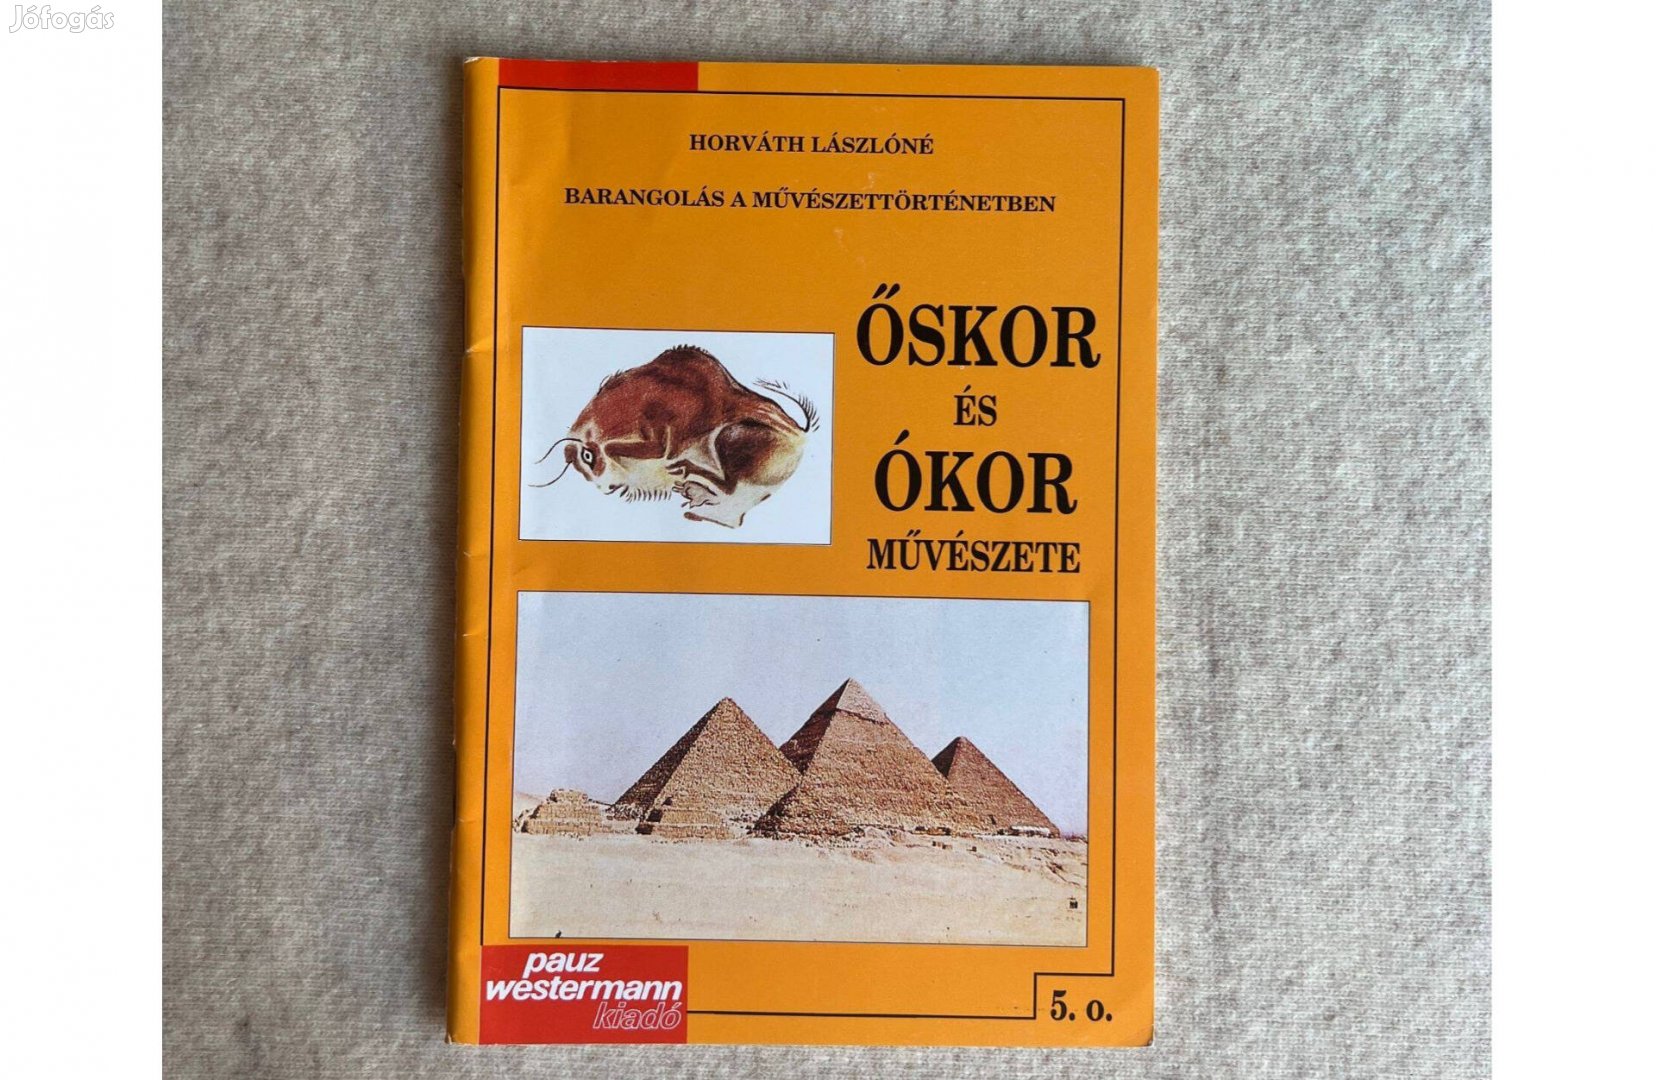 Jófogás
HORVÁTH LÁSZLÓNÉ
BARANGOLÁS A MŰVÉSZETTÖRTÉNETBEN
ŐSKOR
ÉS
ÓKOR
MŰVÉSZETE
pauz
westermann
kiadó
5. o.